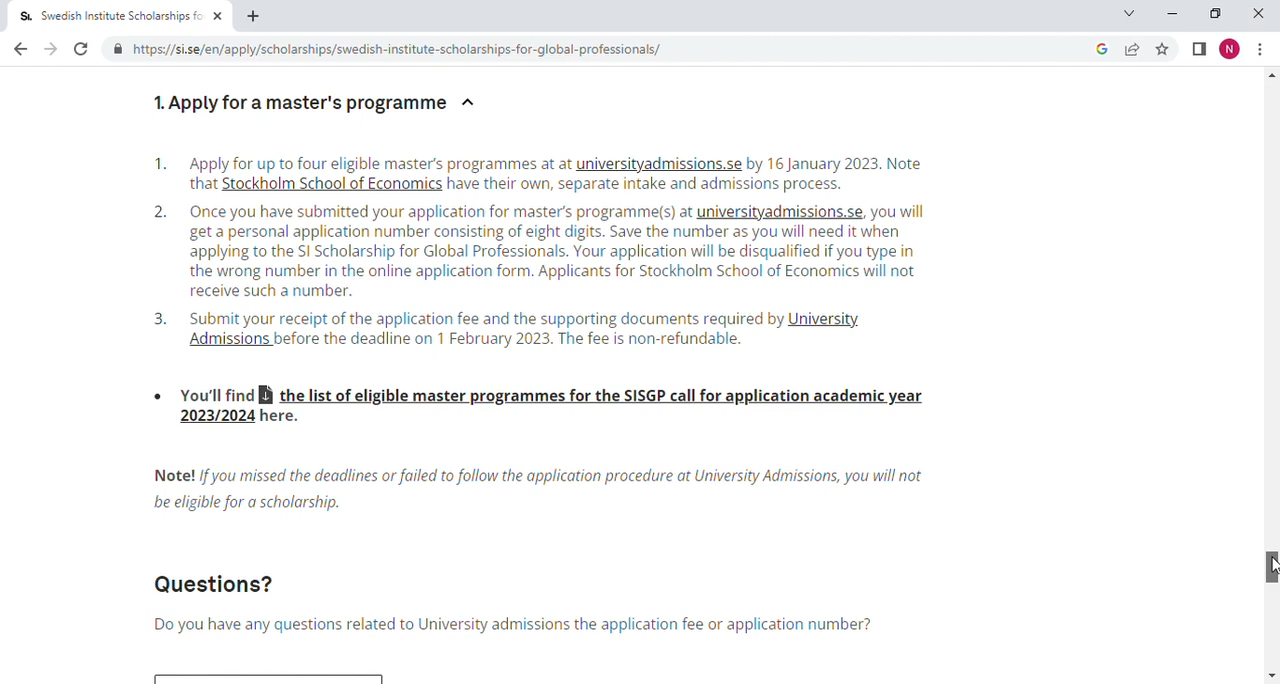 Si. Swedish Institute Scholarships fo
https://si.se/en/apply/scholarships/swedish-institute-scholarships-for-global-professionals/
N
1. Apply for a master's programme
1. Apply for up to four eligible master's programmes at at universityadmissions.se by 16 January 2023. Note
that Stockholm School of Economics have their own, separate intake and admissions process.
2. Once you have submitted your application for master's programme(s) at universityadmissions.se, you will
get a personal application number consisting of eight digits. Save the number as you will need it when
applying to the SI Scholarship for Global Professionals. Your application will be disqualified if you type in
the wrong number in the online application form. Applicants for Stockholm School of Economics will not
receive such a number.
3. Submit your receipt of the application fee and the supporting documents required by University
Admissions before the deadline on 1 February 2023. The fee is non-refundable.
• You'll find the list of eligible master programmes for the SISGP call for application academic year
2023/2024 here.
Note! If you missed the deadlines or failed to follow the application procedure at University Admissions, you will not
be eligible for a scholarship.
Questions?
Do you have any questions related to University admissions the application fee or application number?